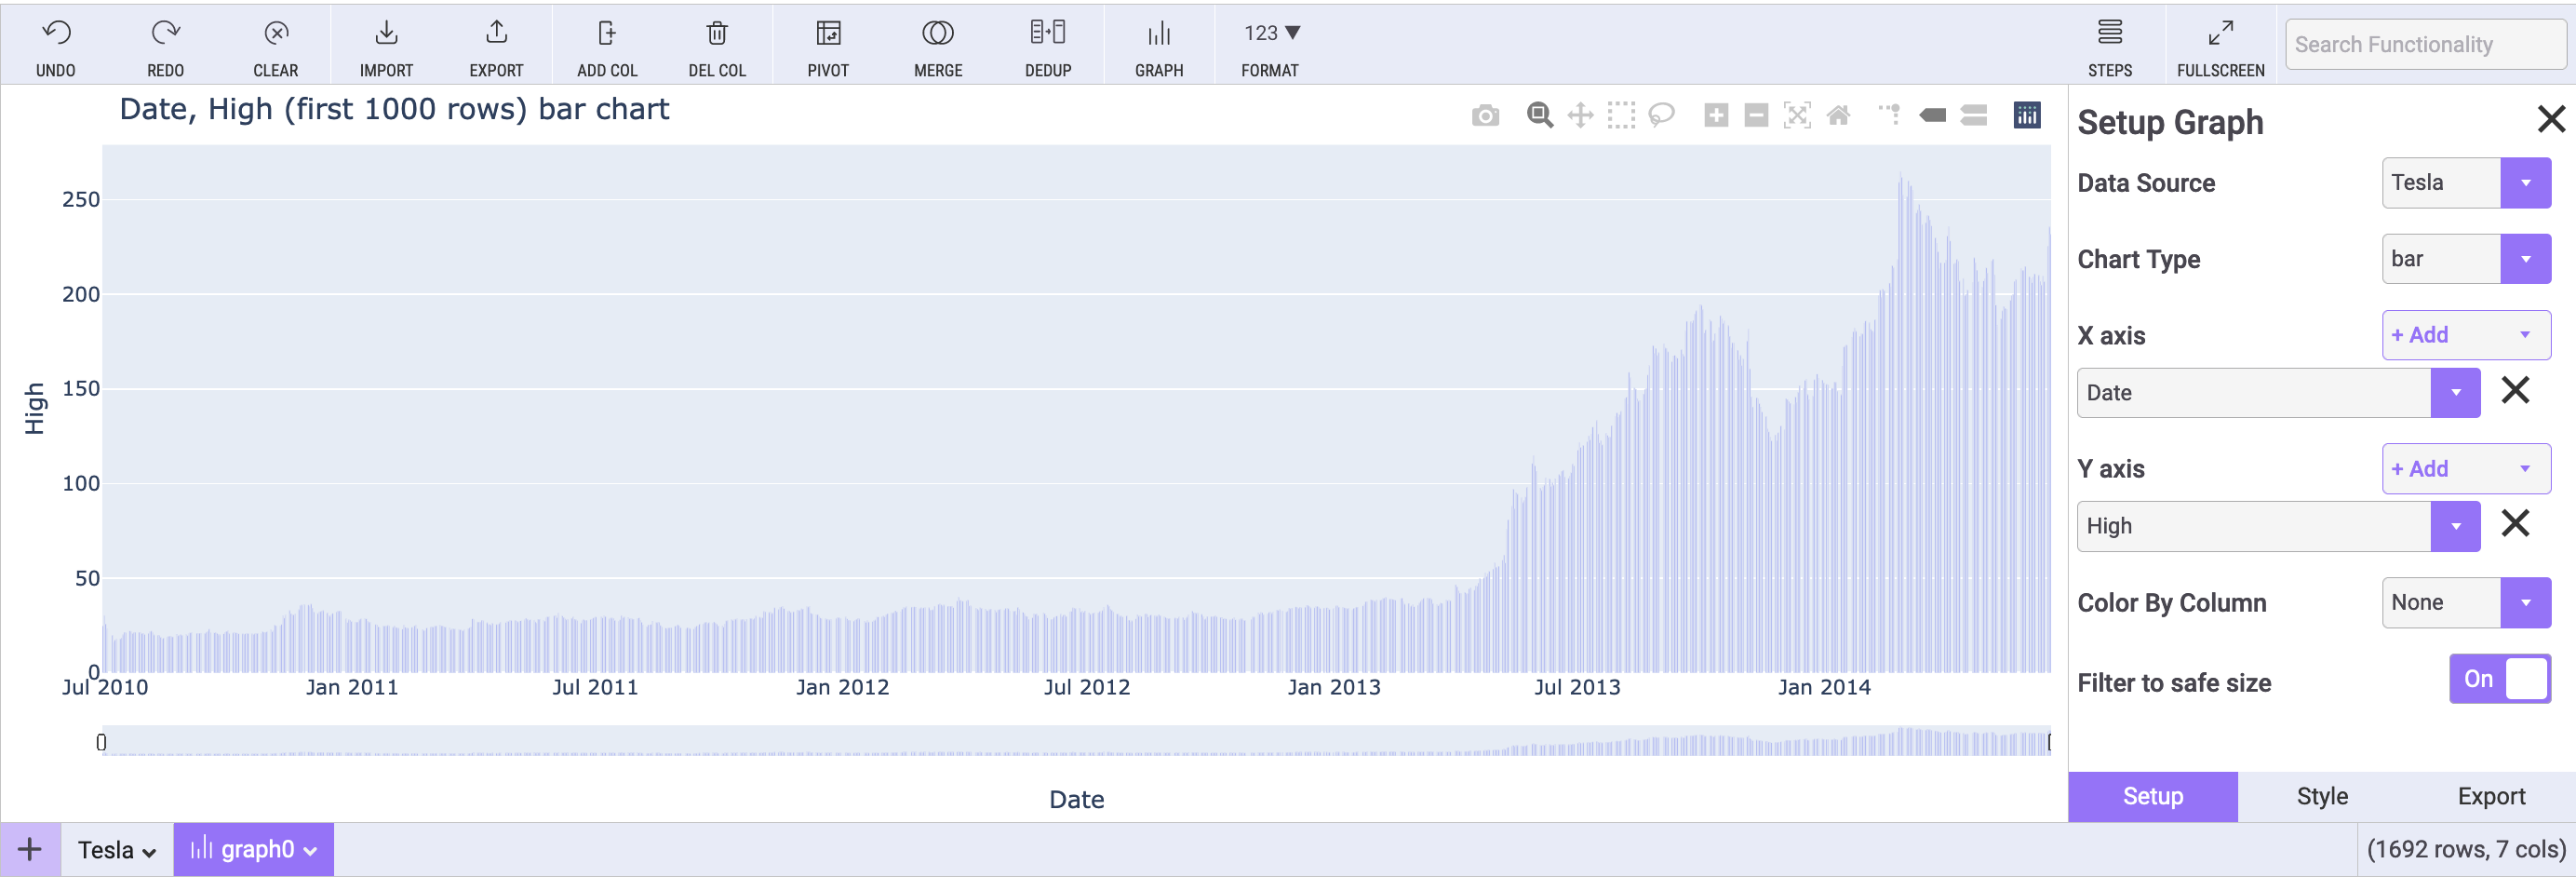 UNDO REDO CLEAR IMPORT EXPORT ADD COL DEL COL PIVOT MERGE DEDUP GRAPH 123 ▼ FORMAT STEPS FULLSCREEN Search Functionality
Date, High (first 1000 rows) bar chart
High
250
200
150
100
50
0
Jul 2010 Jan 2011 Jul 2011 Jan 2012 Jul 2012 Jan 2013 Jul 2013 Jan 2014
Date
Setup Graph
Data Source Tesla
Chart Type bar
X axis + Add
Date
Y axis + Add
High
Color By Column None
Filter to safe size On
Setup Style Export
+ Tesla graph0 (1692 rows, 7 cols)